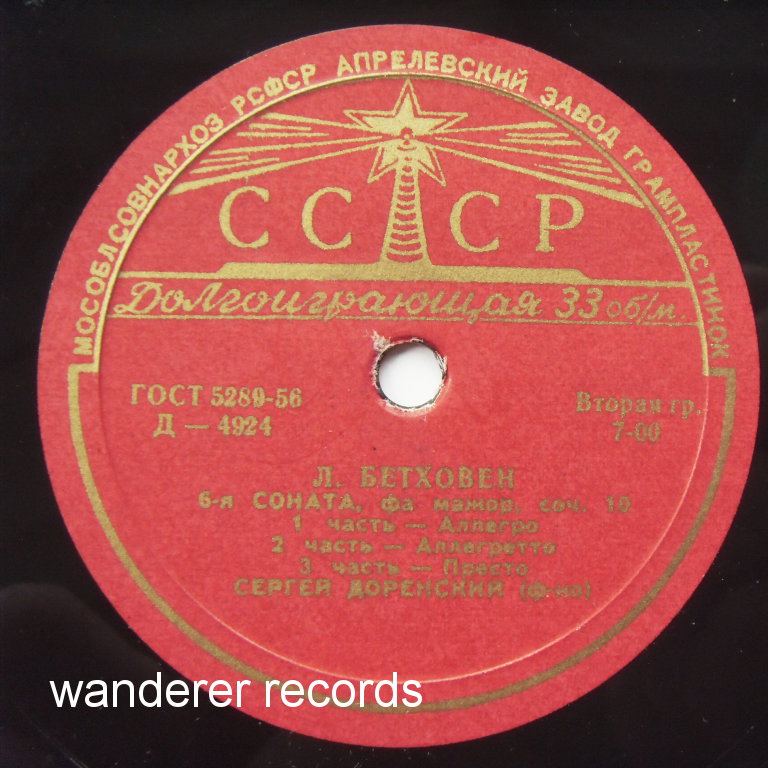 МОСОБЛСОВНАРХОЗ РСФСР АПРЕЛЕВСКИЙ ЗАВОД ГРАМПЛАСТИНОК
СССР
Долгоиграющая 33 об/м.
ГОСТ 5289-56
Д — 4924
Вторая гр.
7-00
Л. БЕТХОВЕН
6-я СОНАТА, фа мажор, соч. 10
1 часть — Аллегро
2 часть — Аллегретто
3 часть — Престо
СЕРГЕЙ ДОРЕНСКИЙ (ф-но)
wanderer records